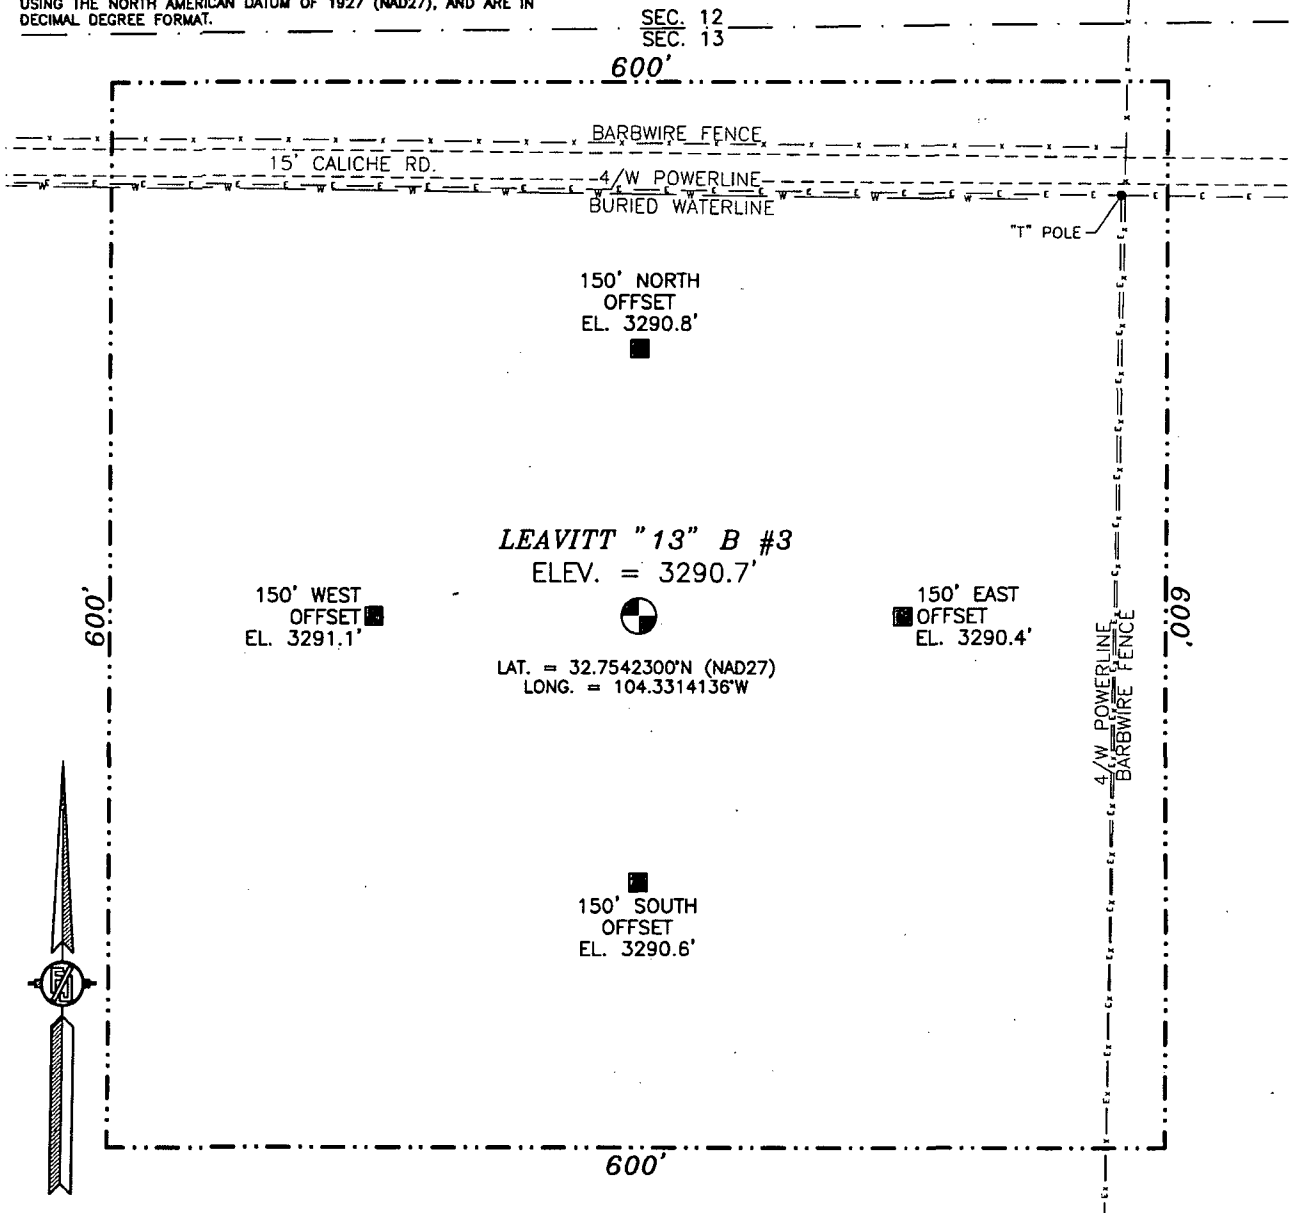 USING THE NORTH AMERICAN DATUM OF 1927 (NAD27), AND ARE IN
DECIMAL DEGREE FORMAT.
SEC. 12
SEC. 13
600'
BARBWIRE FENCE
15' CALICHE RD.
4/W POWERLINE
BURIED WATERLINE
"T" POLE
150' NORTH
OFFSET
EL. 3290.8'
LEAVITT "13" B #3
ELEV. = 3290.7'
600'
150' WEST
OFFSET
EL. 3291.1'
150' EAST
OFFSET
EL. 3290.4'
600'
4/W POWERLINE
BARBWIRE FENCE
LAT. = 32.7542300°N (NAD27)
LONG. = 104.3314136°W
150' SOUTH
OFFSET
EL. 3290.6'
600'